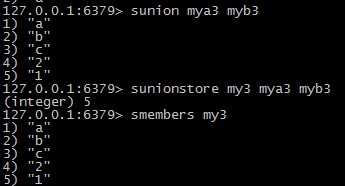 127.0.0.1:6379> sunion mya3 myb3
1) "a"
2) "b"
3) "c"
4) "2"
5) "1"
127.0.0.1:6379> sunionstore my3 mya3 myb3
(integer) 5
127.0.0.1:6379> smembers my3
1) "a"
2) "b"
3) "c"
4) "2"
5) "1"